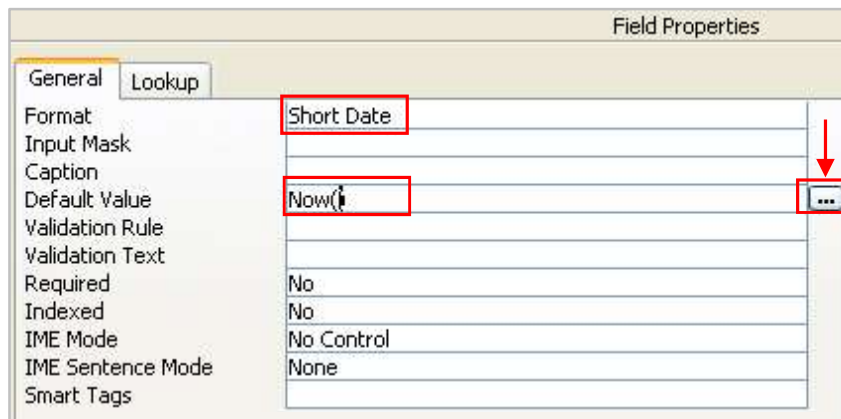 Field Properties
General Lookup
Format Short Date
Input Mask
Caption
Default Value Now() ...
Validation Rule
Validation Text
Required No
Indexed No
IME Mode No Control
IME Sentence Mode None
Smart Tags